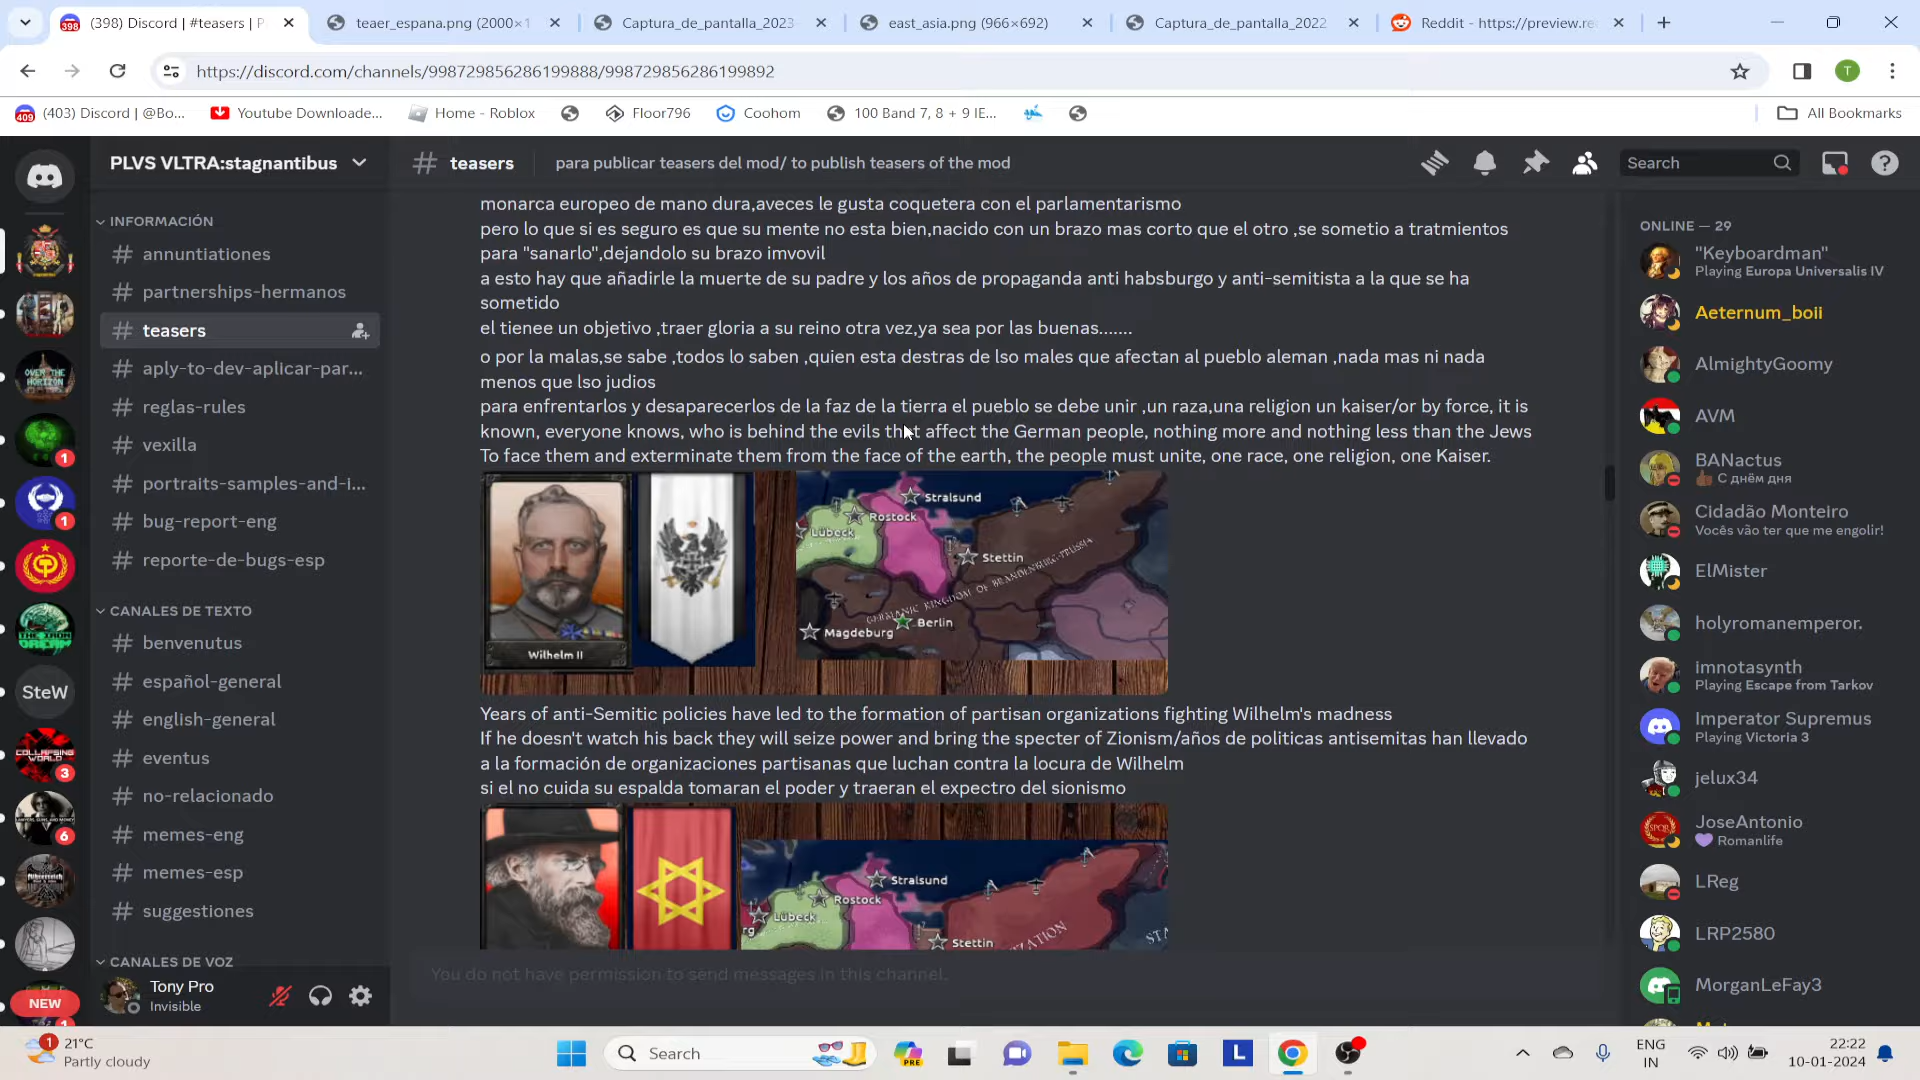 (398) Discord | #teasers | P
teaer_espana.png (2000×1
Captura_de_pantalla_2023
east_asia.png (966×692)
Captura_de_pantalla_2022
Reddit - https://preview.re
https://discord.com/channels/998729856286199888/998729856286199892
T
(403) Discord | @Bo...
Youtube Downloade...
Home - Roblox
Floor796
Coohom
100 Band 7, 8 + 9 IE...
All Bookmarks
PLVS VLTRA:stagnantibus
teasers
para publicar teasers del mod/ to publish teasers of the mod
Search
INFORMACIÓN
annuntiationes
partnerships-hermanos
teasers
aply-to-dev-aplicar-par...
reglas-rules
vexilla
portraits-samples-and-i...
bug-report-eng
reporte-de-bugs-esp
CANALES DE TEXTO
benvenutus
español-general
english-general
eventus
no-relacionado
memes-eng
memes-esp
suggestiones
CANALES DE VOZ
Tony Pro
Invisible
OVER THE HORIZON
1
1
THE IRON DREAM
SteW
COLLAPSING WORLD
3
6
NEW
monarca europeo de mano dura,aveces le gusta coquetera con el parlamentarismo
pero lo que si es seguro es que su mente no esta bien,nacido con un brazo mas corto que el otro ,se sometio a tratmientos
para "sanarlo",dejandolo su brazo imvovil
a esto hay que añadirle la muerte de su padre y los años de propaganda anti habsburgo y anti-semitista a la que se ha
sometido
el tienee un objetivo ,traer gloria a su reino otra vez,ya sea por las buenas.......
o por la malas,se sabe ,todos lo saben ,quien esta destras de lso males que afectan al pueblo aleman ,nada mas ni nada
menos que lso judios
para enfrentarlos y desaparecerlos de la faz de la tierra el pueblo se debe unir ,un raza,una religion un kaiser/or by force, it is
known, everyone knows, who is behind the evils that affect the German people, nothing more and nothing less than the Jews
To face them and exterminate them from the face of the earth, the people must unite, one race, one religion, one Kaiser.
Wilhelm II
Stralsund
Rostock
Lübeck
Stettin
GERMANIC KINGDOM OF BRANDENBURG-PRUSSIA
Berlin
Magdeburg
Years of anti-Semitic policies have led to the formation of partisan organizations fighting Wilhelm's madness
If he doesn't watch his back they will seize power and bring the specter of Zionism/años de politicas antisemitas han llevado
a la formación de organizaciones partisanas que luchan contra la locura de Wilhelm
si el no cuida su espalda tomaran el poder y traeran el expectro del sionismo
Stralsund
Rostock
Lübeck
Stettin
You do not have permission to send messages in this channel.
ONLINE — 29
"Keyboardman"
Playing Europa Universalis IV
Aeternum_boii
AlmightyGoomy
AVM
BANactus
С днём дня
Cidadão Monteiro
Vocês vão ter que me engolir!
ElMister
holyromanemperor.
imnotasynth
Playing Escape from Tarkov
Imperator Supremus
Playing Victoria 3
jelux34
JoseAntonio
Romanlife
LReg
LRP2580
MorganLeFay3
1
21°C
Partly cloudy
Search
PRE
L
ENG
IN
22:22
10-01-2024